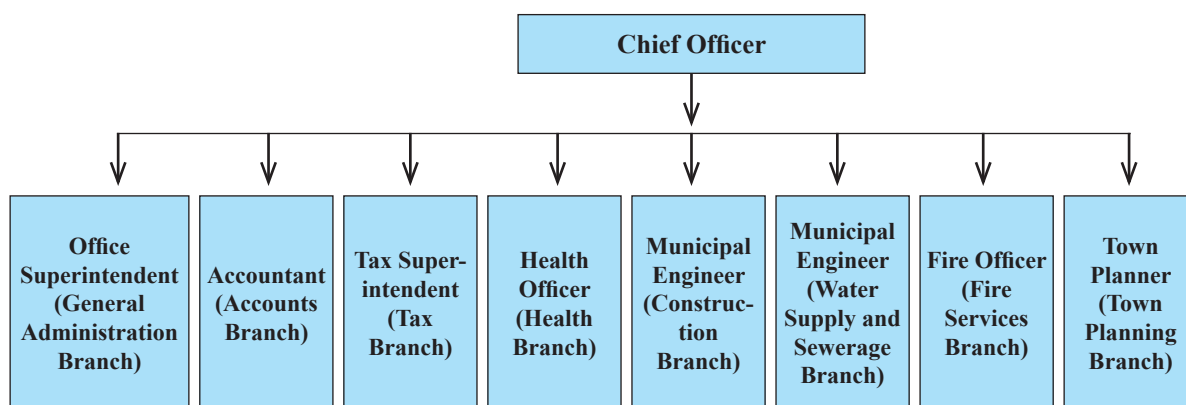 Chief Officer
Office
Superintendent
(General
Administration
Branch)
Accountant
(Accounts
Branch)
Tax Super-
intendent
(Tax
Branch)
Health
Officer
(Health
Branch)
Municipal
Engineer
(Construc-
tion
Branch)
Municipal
Engineer
(Water
Supply and
Sewerage
Branch)
Fire Officer
(Fire
Services
Branch)
Town
Planner
(Town
Planning
Branch)